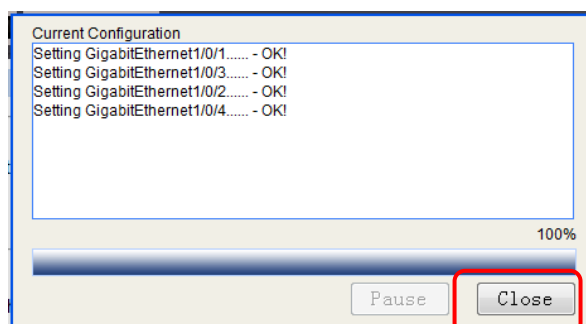 Current Configuration
Setting GigabitEthernet1/0/1...... - OK!
Setting GigabitEthernet1/0/3...... - OK!
Setting GigabitEthernet1/0/2...... - OK!
Setting GigabitEthernet1/0/4...... - OK!
100%
Pause Close